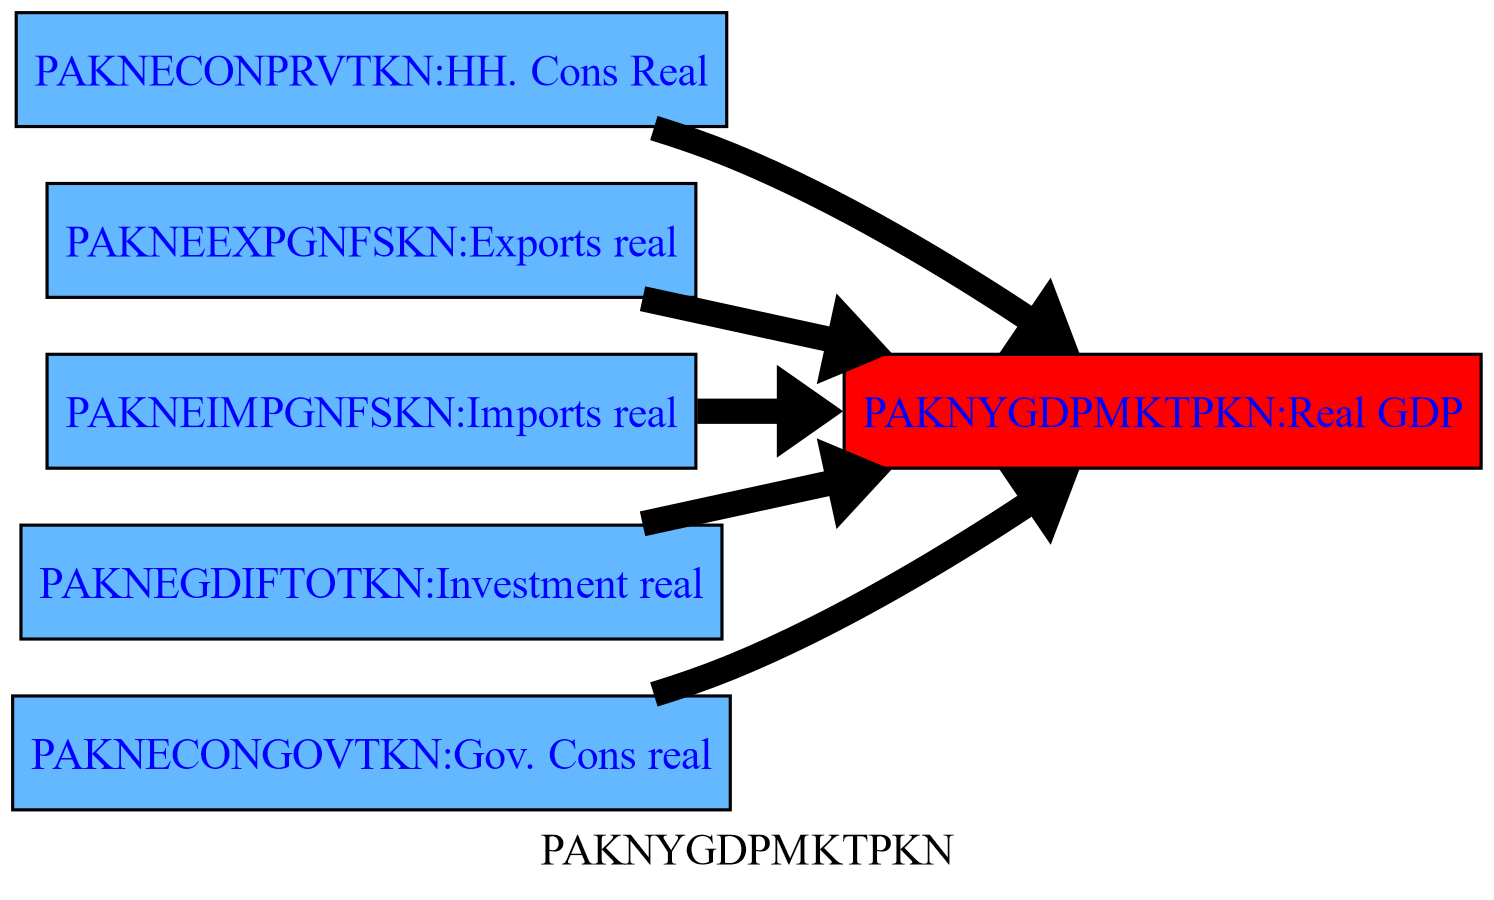 PAKNECONPRVTKN:HH. Cons Real
PAKNEEXPGNFSKN:Exports real
PAKNEIMPGNFSKN:Imports real
PAKNYGDPMKTPKN:Real GDP
PAKNEGDIFTOTKN:Investment real
PAKNECONGOVTKN:Gov. Cons real
PAKNYGDPMKTPKN